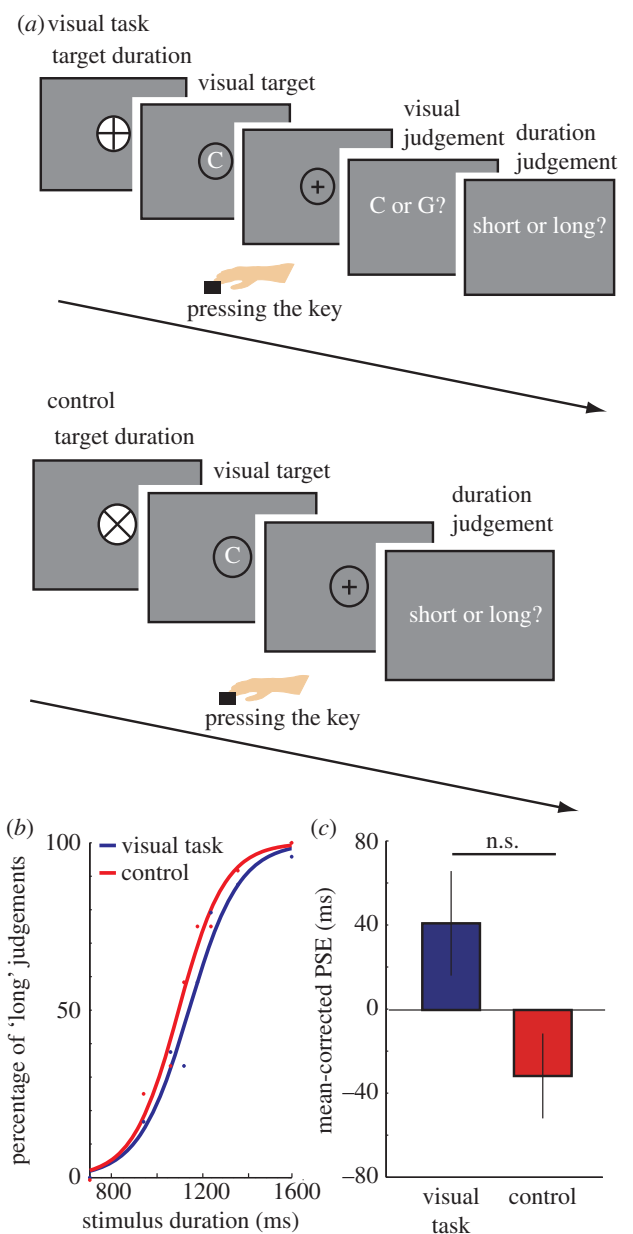 (a) visual task
target duration
visual target
visual
judgement
duration
judgement
C
C or G?
short or long?
pressing the key
control
target duration
visual target
duration
judgement
C
short or long?
pressing the key
(b)
100
visual task
control
50
0
percentage of 'long' judgements
800 1200 1600
stimulus duration (ms)
(c)
80
n.s.
40
0
–40
–80
mean-corrected PSE (ms)
visual
task
control